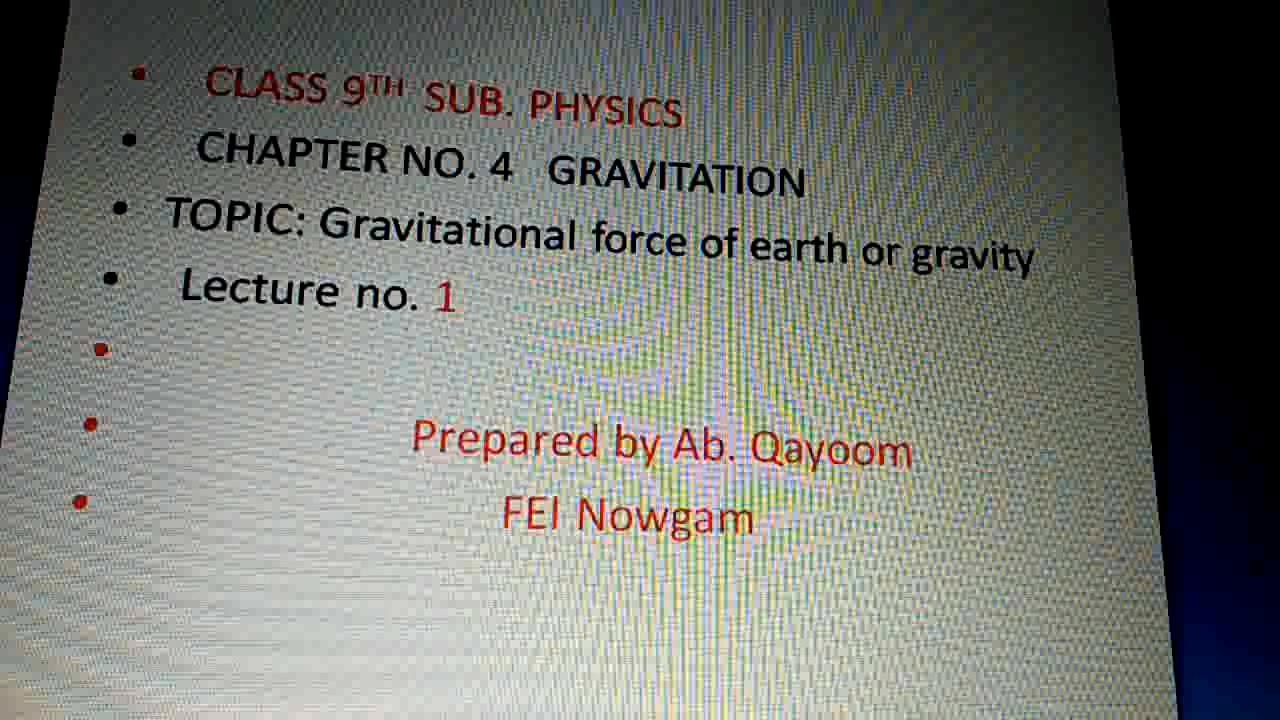 CLASS 9TH SUB. PHYSICS
CHAPTER NO. 4 GRAVITATION
TOPIC: Gravitational force of earth or gravity
Lecture no. 1
Prepared by Ab. Qayoom
FEI Nowgam